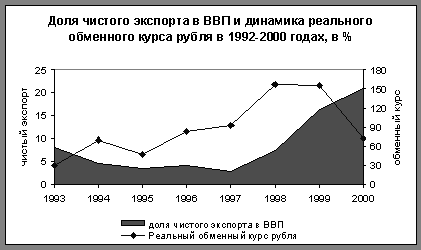 Доля чистого экспорта в ВВП и динамика реального
обменного курса рубля в 1992-2000 годах, в %
25
20
15
10
5
0
чистый экспорт
180
150
120
90
60
30
0
обменный курс
1993 1994 1995 1996 1997 1998 1999 2000
доля чистого экспорта в ВВП
Реальный обменный курс рубля